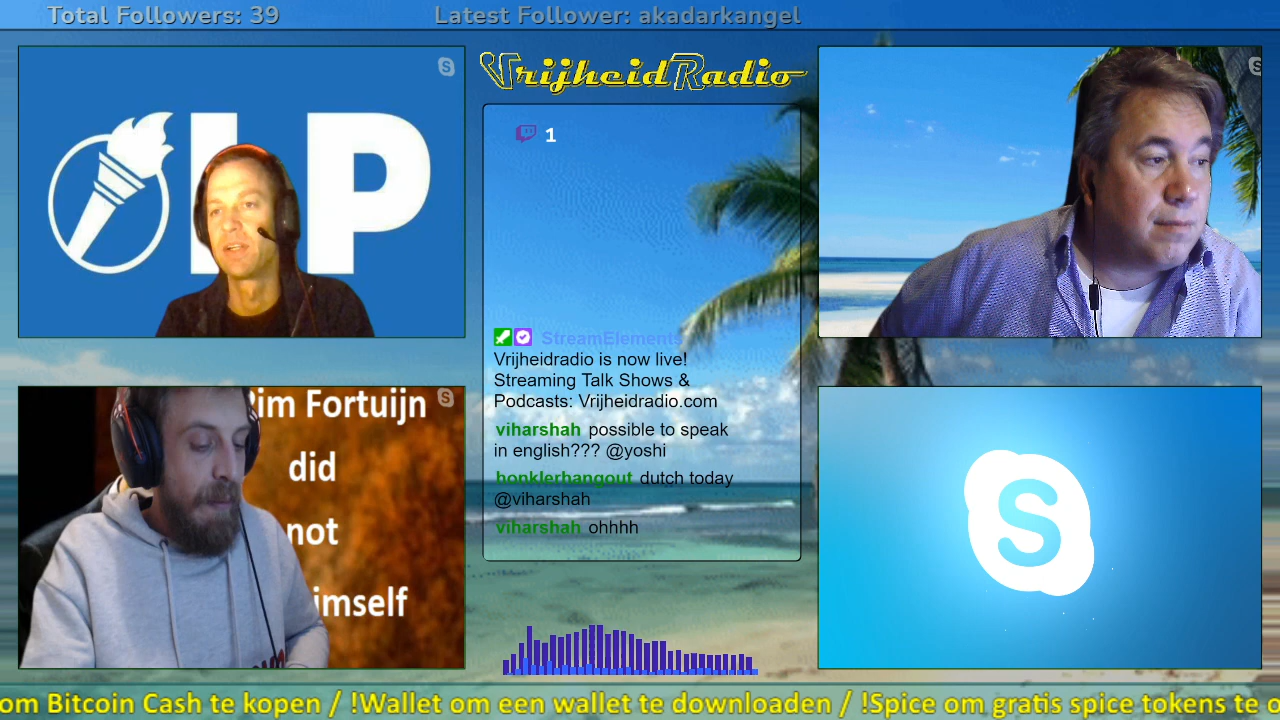 Total Followers: 39
Latest Follower: akadarkangel
VrijheidRadio
LP
1
StreamElements
Vrijheidradio is now live!
Streaming Talk Shows &
Podcasts: Vrijheidradio.com
viharshah possible to speak
in english??? @yoshi
honklerhangout dutch today
@viharshah
viharshah ohhhh
Pim Fortuijn
did
not
imself
S
om Bitcoin Cash te kopen / !Wallet om een wallet te downloaden / !Spice om gratis spice tokens te